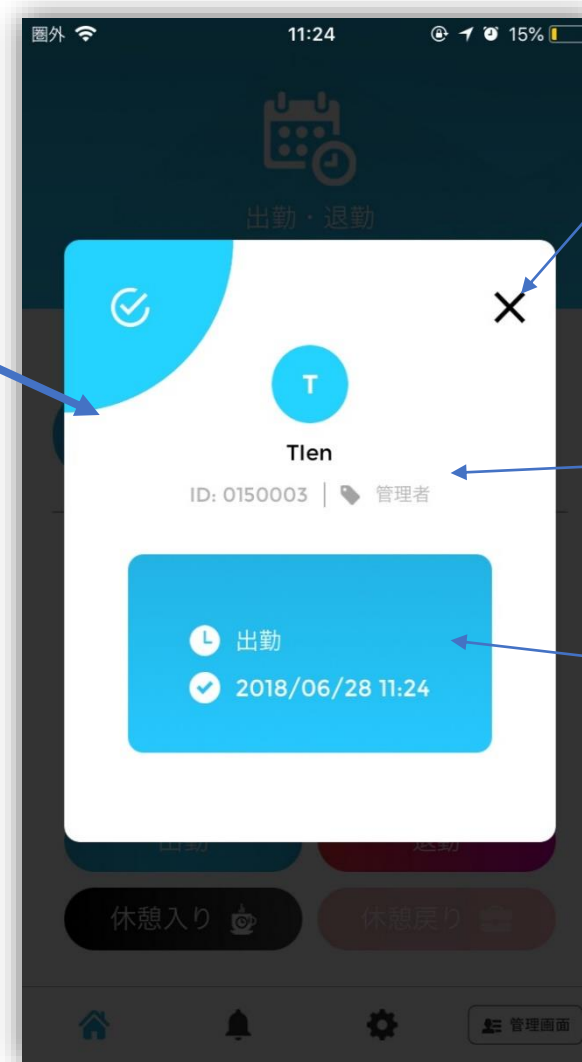 圏外 11:24 15%
出勤・退勤
T
Tlen
ID: 0150003 | 管理者
出勤
2018/06/28 11:24
出勤 退勤
休憩入り 休憩戻り
管理画面